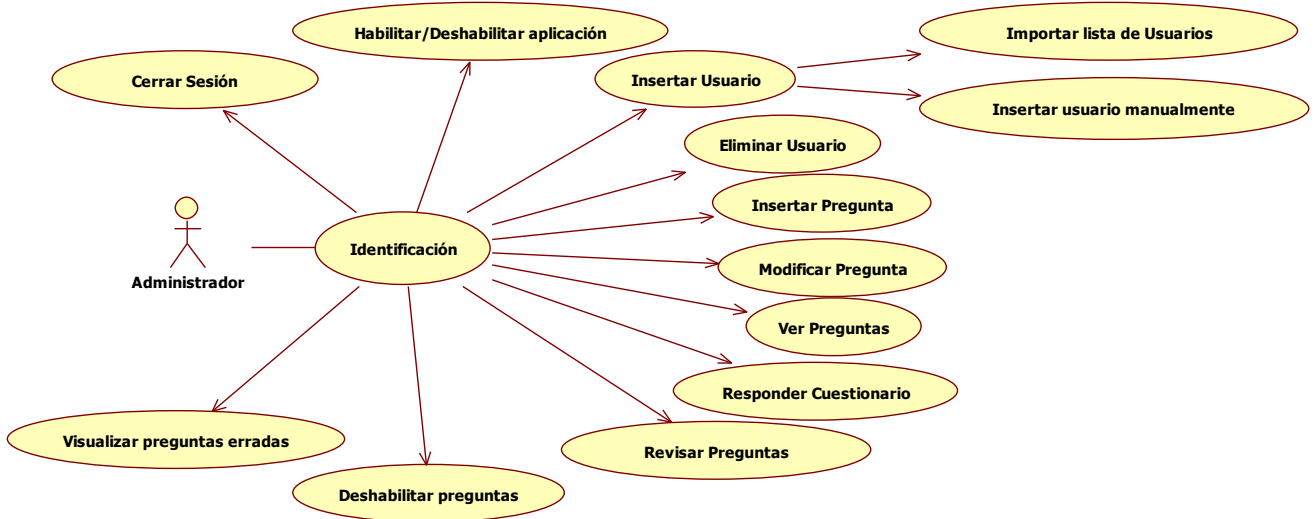 Habilitar/Deshabilitar aplicación
Importar lista de Usuarios
Cerrar Sesión
Insertar Usuario
Insertar usuario manualmente
Eliminar Usuario
Insertar Pregunta
Identificación
Modificar Pregunta
Administrador
Ver Preguntas
Responder Cuestionario
Visualizar preguntas erradas
Revisar Preguntas
Deshabilitar preguntas